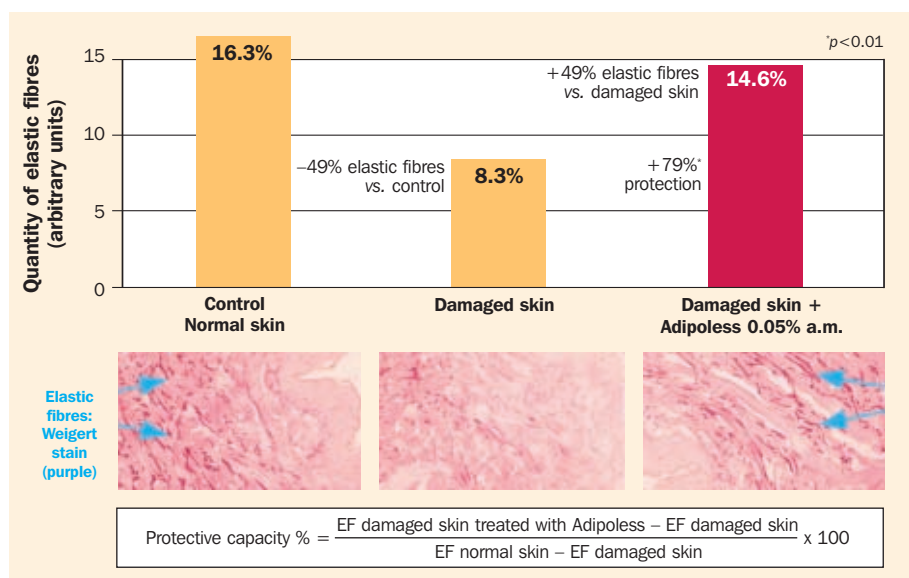 *p<0.01
Quantity of elastic fibres
(arbitrary units)
15
10
5
0
16.3%
–49% elastic fibres
vs. control
8.3%
+49% elastic fibres
vs. damaged skin
+79%*
protection
14.6%
Control
Normal skin
Damaged skin
Damaged skin +
Adipoless 0.05% a.m.
Elastic
fibres:
Weigert
stain
(purple)
Protective capacity % = EF damaged skin treated with Adipoless – EF damaged skin
EF normal skin – EF damaged skin
x 100